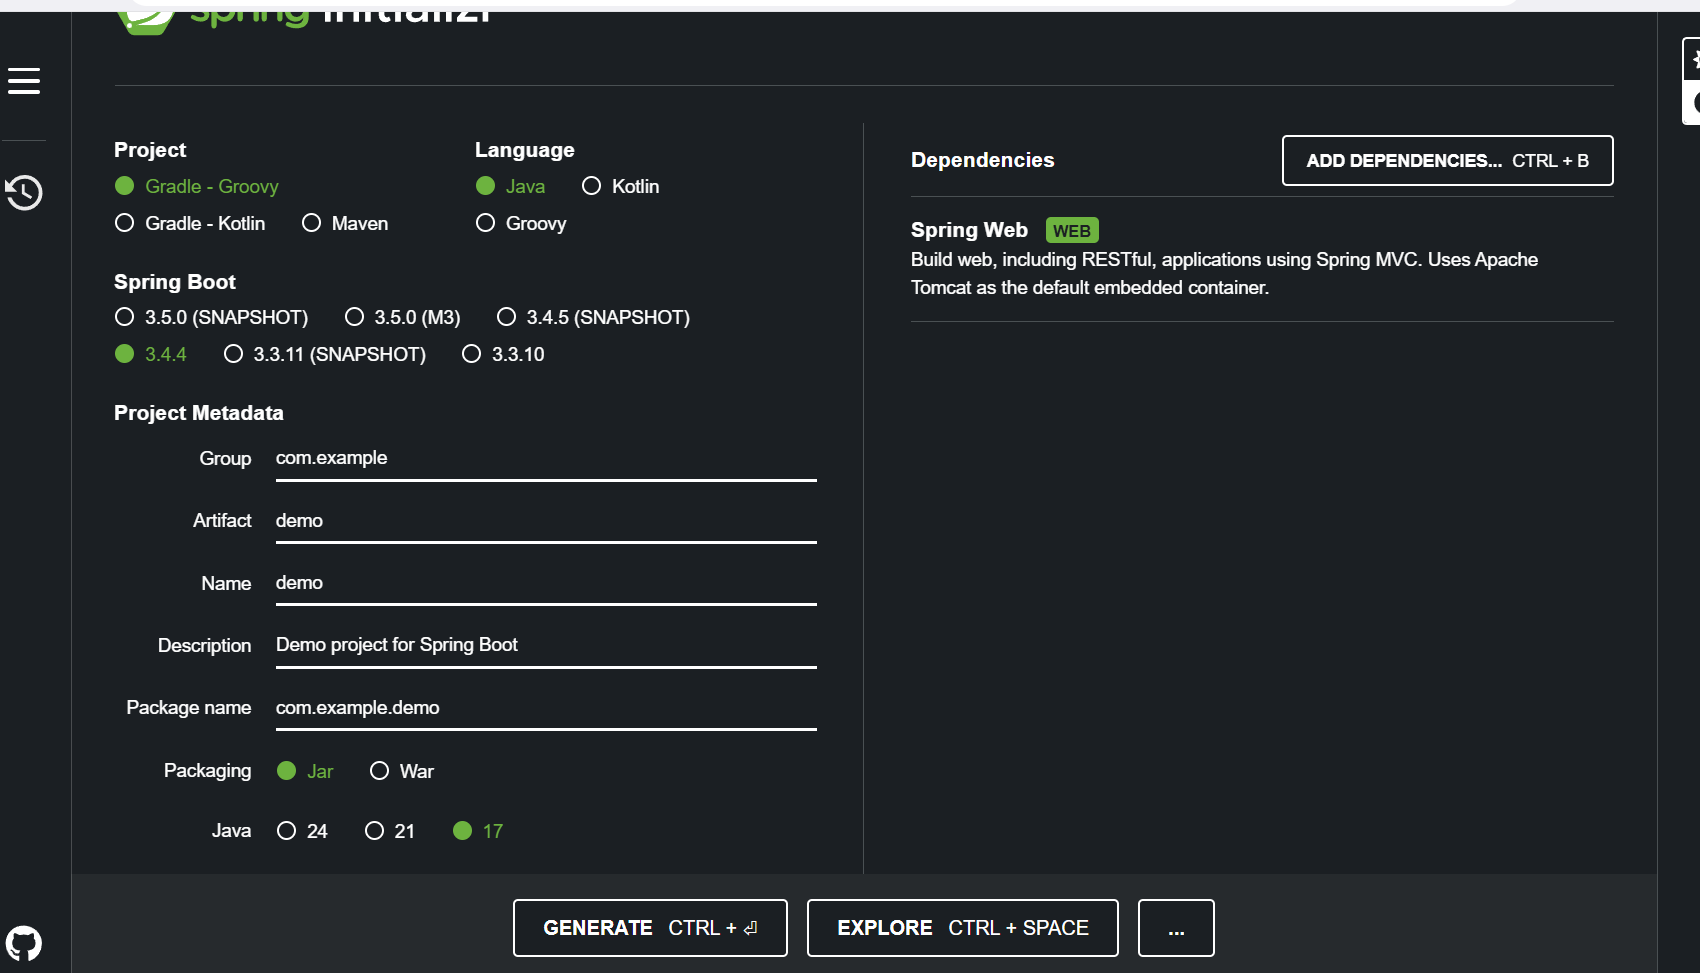 spring initializr
Project
Gradle - Groovy
Gradle - Kotlin Maven
Language
Java Kotlin
Groovy
Spring Boot
3.5.0 (SNAPSHOT) 3.5.0 (M3) 3.4.5 (SNAPSHOT)
3.4.4 3.3.11 (SNAPSHOT) 3.3.10
Project Metadata
Group com.example
Artifact demo
Name demo
Description Demo project for Spring Boot
Package name com.example.demo
Packaging Jar War
Java 24 21 17
Dependencies ADD DEPENDENCIES... CTRL + B
Spring Web WEB
Build web, including RESTful, applications using Spring MVC. Uses Apache
Tomcat as the default embedded container.
GENERATE CTRL + ⏎ EXPLORE CTRL + SPACE ...